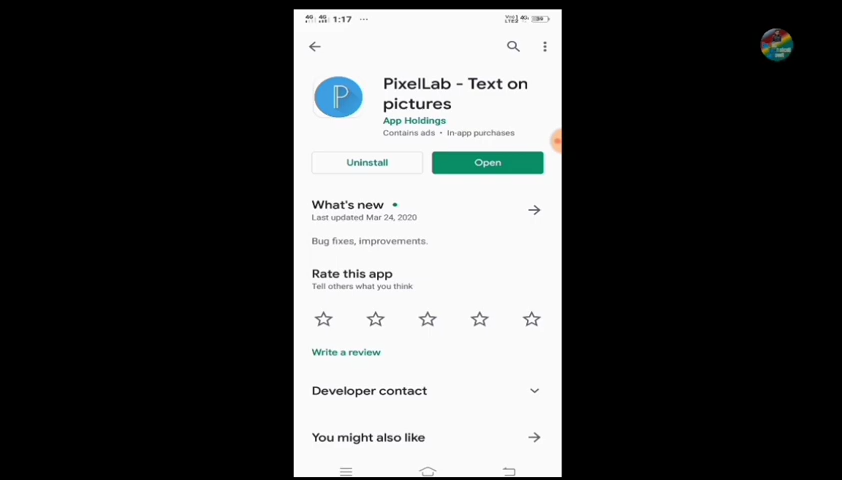 4G 4G 1:17 ...
PixelLab - Text on
pictures
App Holdings
Contains ads • In-app purchases
Uninstall
Open
What's new
Last updated Mar 24, 2020
Bug fixes, improvements.
Rate this app
Tell others what you think
Write a review
Developer contact
You might also like